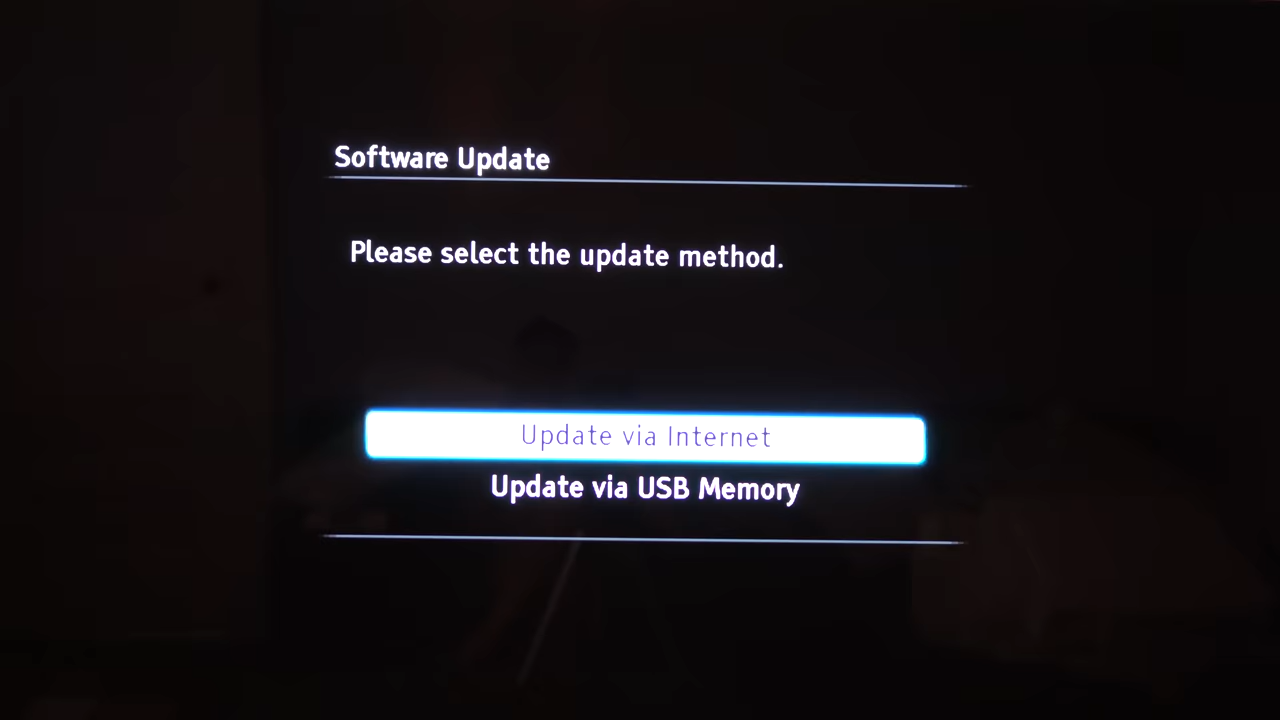 Software Update
Please select the update method.
Update via Internet
Update via USB Memory